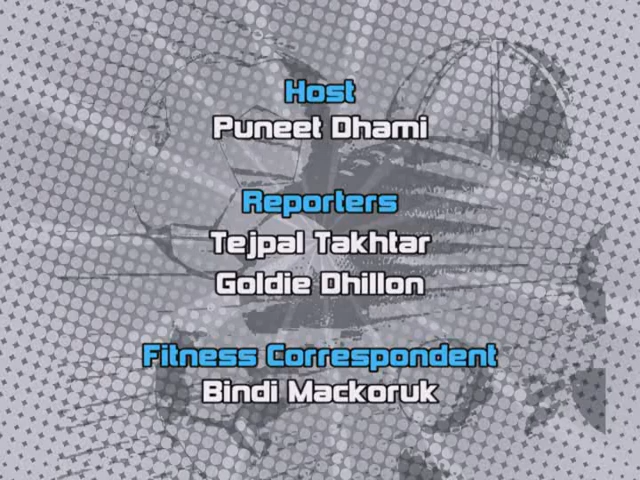 Host
Puneet Dhami
Reporters
Tejpal Takhtar
Goldie Dhillon
Fitness Correspondent
Bindi Mackoruk